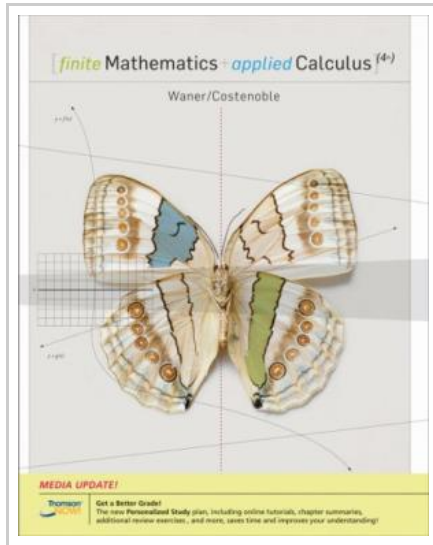 [finite Mathematics + applied Calculus](4e)
Waner/Costenoble
y = f(x)
y = g(x)
MEDIA UPDATE!
Thomson NOW!
Get a Better Grade!
The new Personalized Study plan, including online tutorials, chapter summaries,
additional review exercises, and more, saves time and improves your understanding!